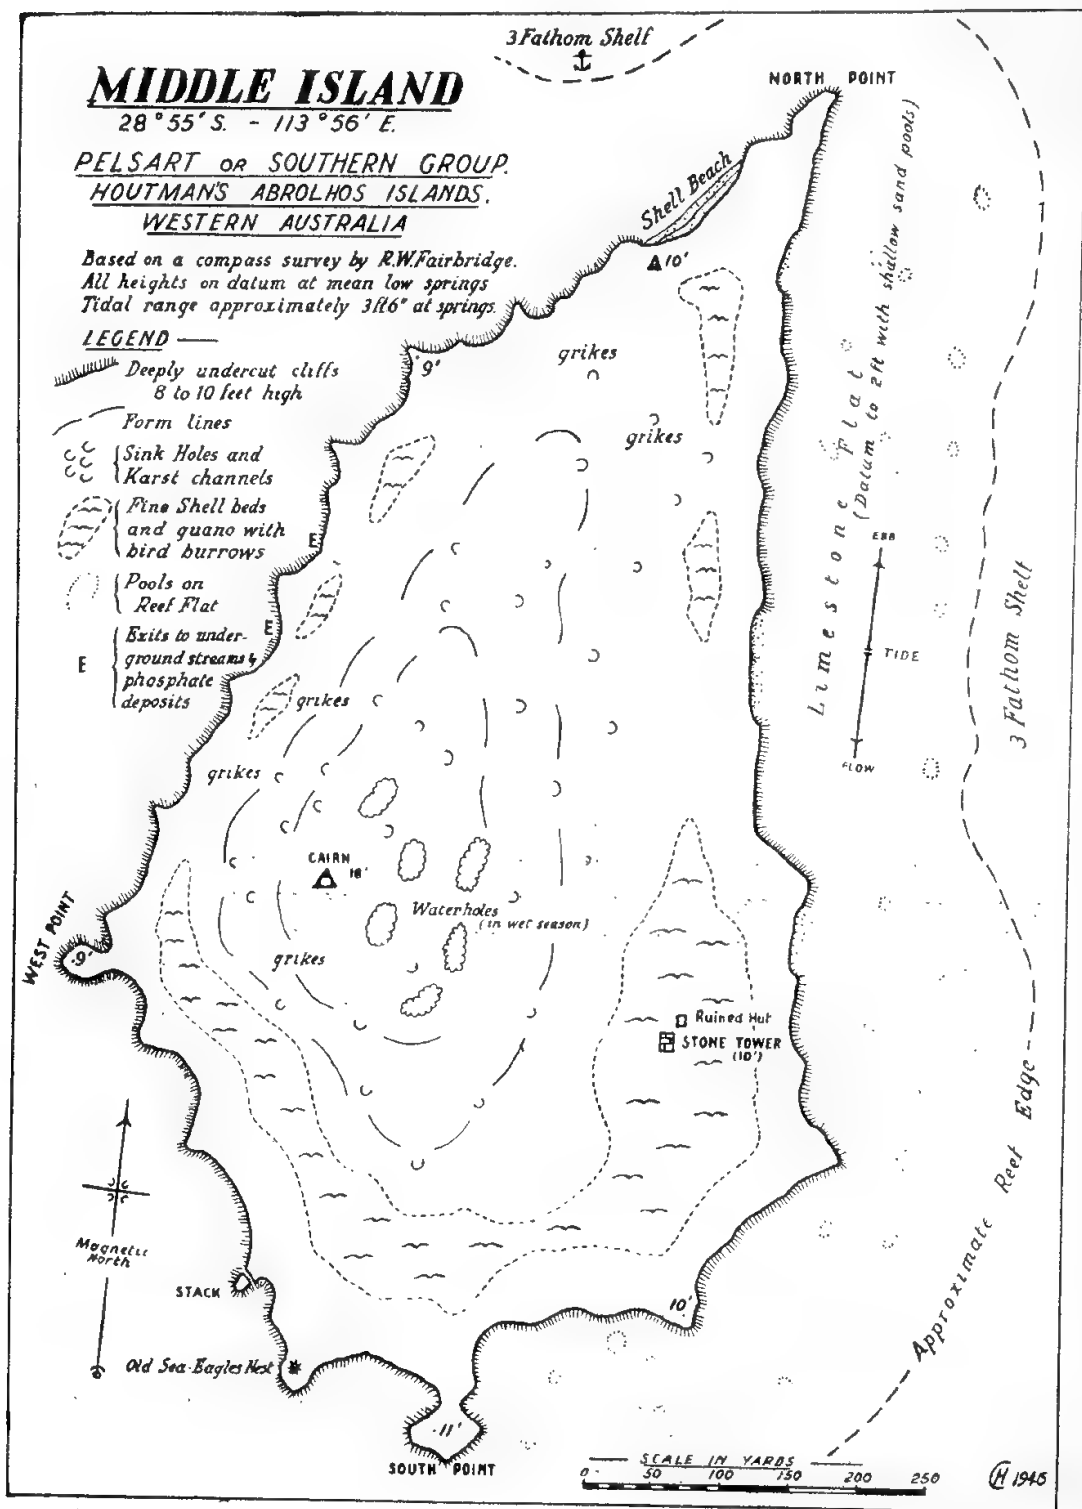 3 Fathom Shelf
MIDDLE ISLAND
28°55′S. - 113°56′E.
PELSART OR SOUTHERN GROUP.
HOUTMAN'S ABROLHOS ISLANDS.
WESTERN AUSTRALIA
Based on a compass survey by R.W.Fairbridge.
All heights on datum at mean low springs
Tidal range approximately 3ft6" at springs.
LEGEND
Deeply undercut cliffs
8 to 10 feet high
Form lines
Sink Holes and
Karst channels
Fine Shell beds
and guano with
bird burrows
Pools on
Reef Flat
E
Exits to under-
ground streams &
phosphate
deposits
NORTH POINT
Shell Beach
10'
9'
grikes
grikes
E
E
grikes
grikes
CAIRN 18'
Waterholes
(in wet season)
grikes
WEST POINT
9'
Ruined Hut
STONE TOWER
(10')
Limestone Flat
(Datum to 2ft with shallow sand pools)
EBB
TIDE
FLOW
3 Fathom Shelf
Approximate Reef Edge
Magnetic
North
STACK
Old Sea-Eagles Nest
10'
11'
SOUTH POINT
SCALE IN YARDS
0 50 100 150 200 250
CH 1946